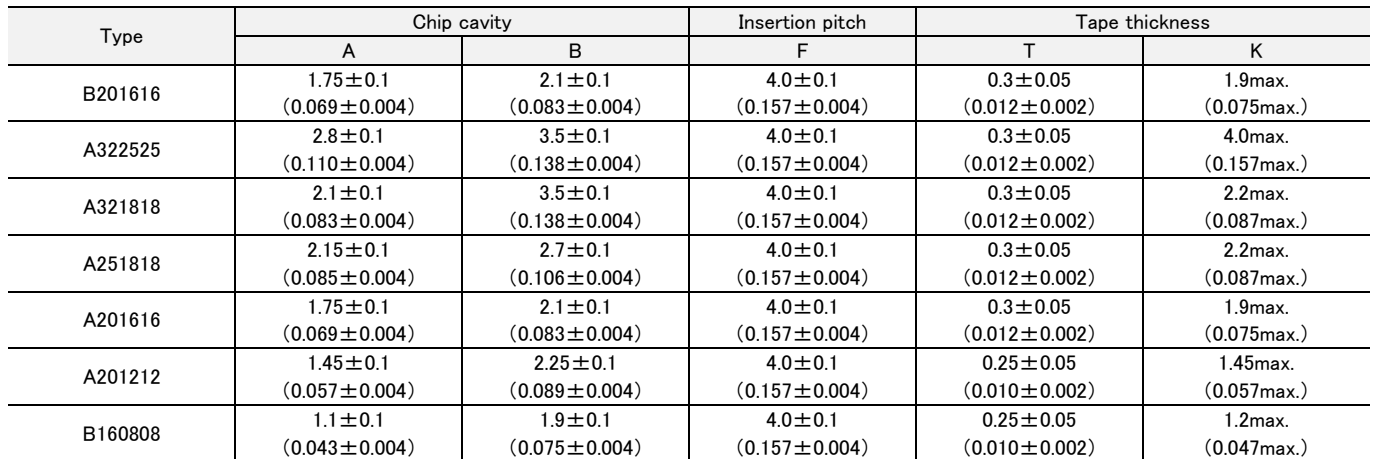 Type Chip cavity Insertion pitch Tape thickness
A B F T K
B201616 1.75±0.1 2.1±0.1 4.0±0.1 0.3±0.05 1.9max.
(0.069±0.004) (0.083±0.004) (0.157±0.004) (0.012±0.002) (0.075max.)
A322525 2.8±0.1 3.5±0.1 4.0±0.1 0.3±0.05 4.0max.
(0.110±0.004) (0.138±0.004) (0.157±0.004) (0.012±0.002) (0.157max.)
A321818 2.1±0.1 3.5±0.1 4.0±0.1 0.3±0.05 2.2max.
(0.083±0.004) (0.138±0.004) (0.157±0.004) (0.012±0.002) (0.087max.)
A251818 2.15±0.1 2.7±0.1 4.0±0.1 0.3±0.05 2.2max.
(0.085±0.004) (0.106±0.004) (0.157±0.004) (0.012±0.002) (0.087max.)
A201616 1.75±0.1 2.1±0.1 4.0±0.1 0.3±0.05 1.9max.
(0.069±0.004) (0.083±0.004) (0.157±0.004) (0.012±0.002) (0.075max.)
A201212 1.45±0.1 2.25±0.1 4.0±0.1 0.25±0.05 1.45max.
(0.057±0.004) (0.089±0.004) (0.157±0.004) (0.010±0.002) (0.057max.)
B160808 1.1±0.1 1.9±0.1 4.0±0.1 0.25±0.05 1.2max.
(0.043±0.004) (0.075±0.004) (0.157±0.004) (0.010±0.002) (0.047max.)